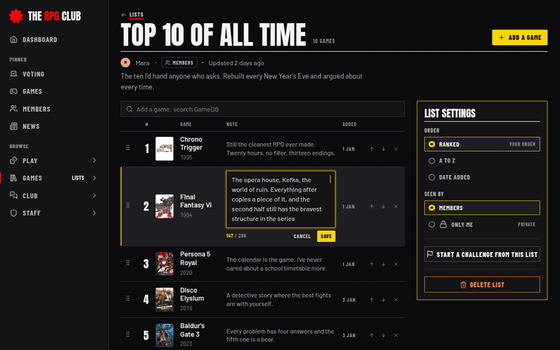 THE RPG CLUB
DASHBOARD
PINNED
VOTING
GAMES
MEMBERS
NEWS
BROWSE
PLAY
GAMES LISTS
CLUB
STAFF
← LISTS
TOP 10 OF ALL TIME 10 GAMES
+ ADD A GAME
M Mara · MEMBERS · Updated 2 days ago
The ten I'd hand anyone who asks. Rebuilt every New Year's Eve and argued about
every time.
Add a game: search GameDB
# GAME NOTE ADDED
1 Chrono Trigger 1995
Still the cleanest RPG ever made.
Twenty hours, no filler, thirteen endings.
1 JAN
2 Final Fantasy VI 1994
The opera house, Kefka, the
world of ruin. Everything after
copies a piece of it, and the
second half still has the bravest
structure in the series
147 / 280 CANCEL SAVE
1 JAN
3 Persona 5 Royal 2020
The calendar is the game. I've never
cared about a school timetable more.
1 JAN
4 Disco Elysium 2019
A detective story where the best fights
are with yourself.
3 JAN
5 Baldur's Gate 3 2023
Every problem has four answers and the
fifth one is a bear.
3 JAN
LIST SETTINGS
ORDER
RANKED YOUR ORDER
A TO Z
DATE ADDED
SEEN BY
MEMBERS
ONLY ME PRIVATE
START A CHALLENGE FROM THIS LIST
DELETE LIST